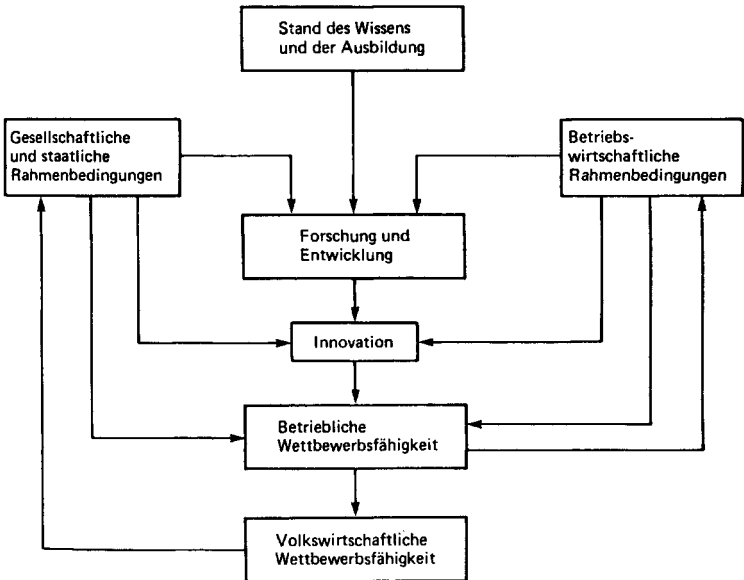 Stand des Wissens
und der Ausbildung
Gesellschaftliche
und staatliche
Rahmenbedingungen
Betriebs-
wirtschaftliche
Rahmenbedingungen
Forschung und
Entwicklung
Innovation
Betriebliche
Wettbewerbsfähigkeit
Volkswirtschaftliche
Wettbewerbsfähigkeit